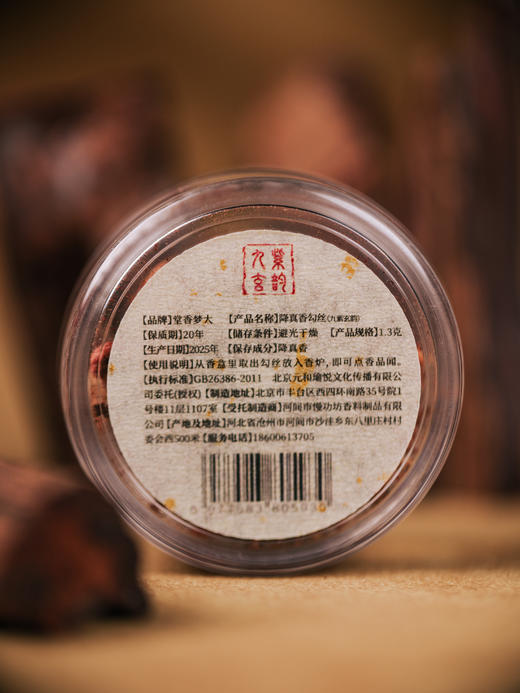 九紫
玄韵
【品牌】堂香梦大 【产品名称】降真香勾丝(九紫玄韵)
【保质期】20年 【储存条件】避光干燥 【产品规格】1.3克
【生产日期】2025年 【保存成分】降真香
【使用说明】从香盒里取出勾丝放入香炉,即可点香品闻。
【执行标准】GB26386-2011 北京元和瑜悦文化传播有限公
司委托(授权) 【制造地址】北京市丰台区西四环南路35号院1
号楼11层1107室 【受托制造商】河间市慢功坊香料制品有限
公司 【产地及地址】河北省沧州市河间市沙洼乡东八里庄村村
委会西500米 【服务电话】18600613705